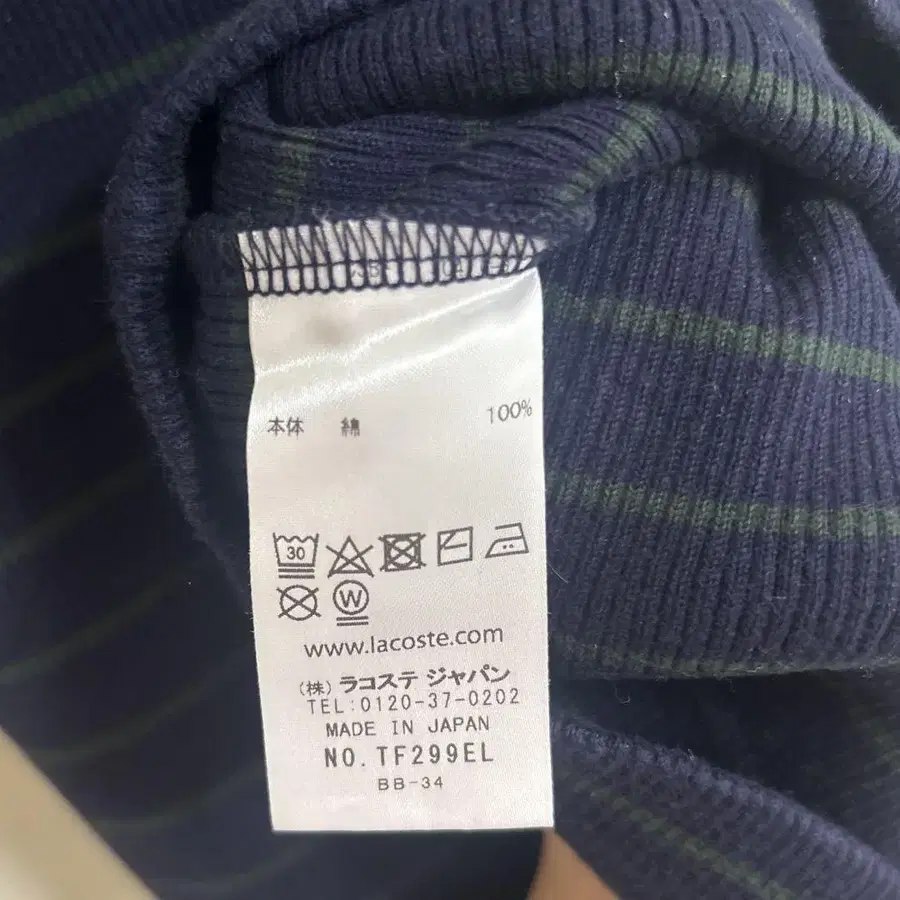 本体 綿 100%
30
W
www.lacoste.com
(株) ラコステ ジャパン
TEL:0120-37-0202
MADE IN JAPAN
NO. TF299EL
BB-34